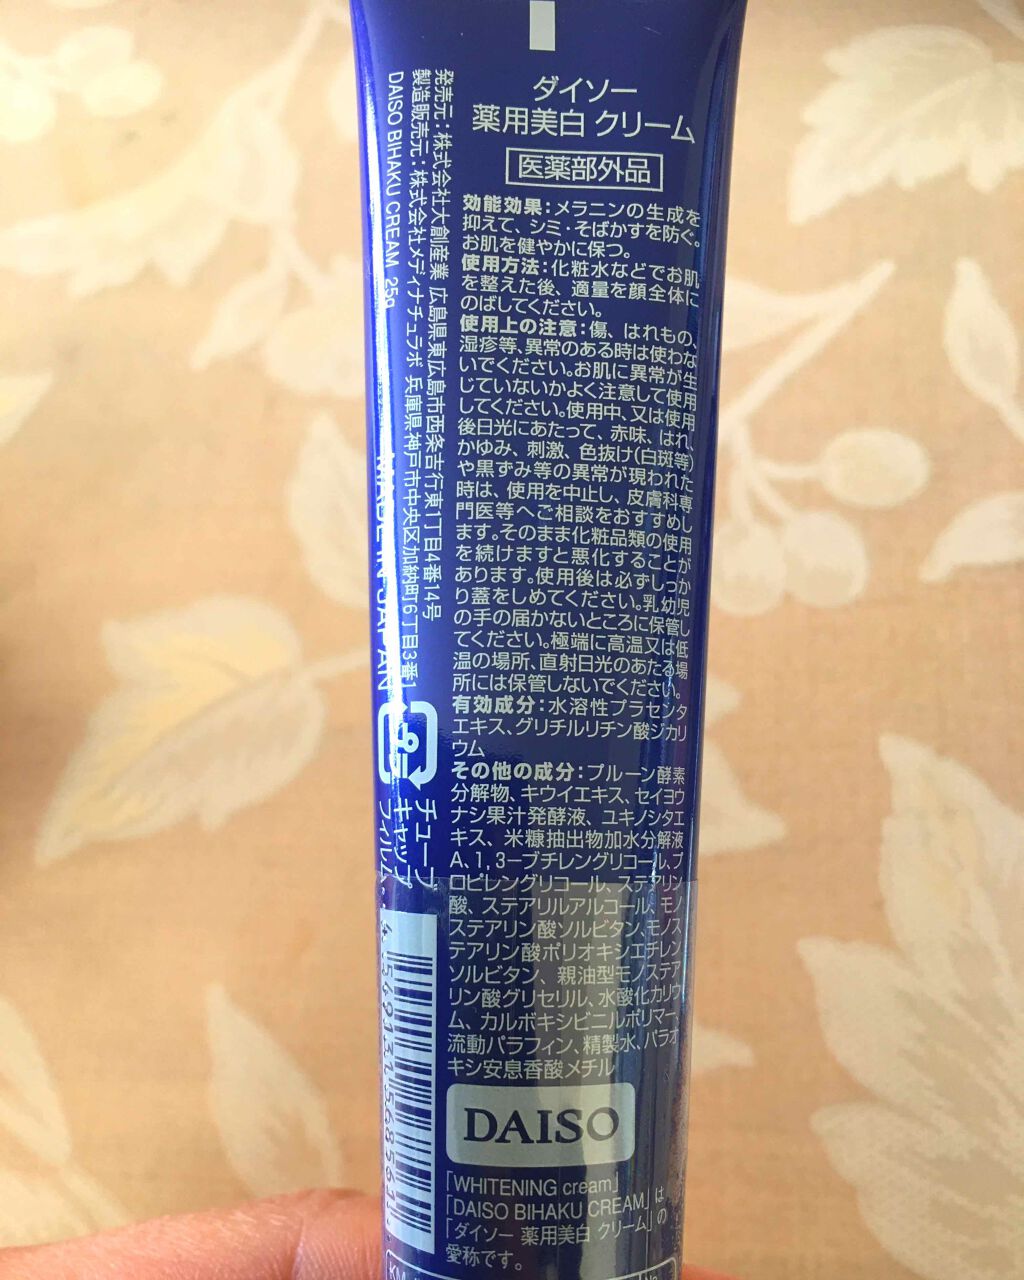 ダイソー
薬用美白 クリーム
医薬部外品
効能効果：メラニンの生成を
抑えて、シミ・そばかすを防ぐ。
お肌を健やかに保つ。
使用方法：化粧水などでお肌
を整えた後、適量を顔全体に
のばしてください。
使用上の注意：傷、はれもの、
湿疹等、異常のある時は使わな
いでください。お肌に異常が生
じていないかよく注意して使用
してください。使用中、又は使用
後日光にあたって、赤味、はれ、
かゆみ、刺激、色抜け(白斑等)
や黒ずみ等の異常が現われた
時は、使用を中止し、皮膚科専
門医等へご相談をおすすめし
ます。そのまま化粧品類の使用
を続けますと悪化することが
あります。使用後は必ずしっか
り蓋をしめてください。乳幼児
の手の届かないところに保管し
てください。極端に高温又は低
温の場所、直射日光のあたる場
所には保管しないでください。
有効成分：水溶性プラセンタ
エキス、グリチルリチン酸ジカリ
ウム
その他の成分：プルーン酵素
分解物、キウイエキス、セイヨウ
ナシ果汁発酵液、ユキノシタエ
キス、米糠抽出物加水分解液
A、1,3－ブチレングリコール、プ
ロピレングリコール、ステアリン
酸、ステアリルアルコール、モノ
ステアリン酸ソルビタン、モノス
テアリン酸ポリオキシエチレン
ソルビタン、親油型モノステア
リン酸グリセリル、水酸化カリウ
ム、カルボキシビニルポリマー、
流動パラフィン、精製水、パラオ
キシ安息香酸メチル
DAISO
「WHITENING cream」
「DAISO BIHAKU CREAM」は
「ダイソー 薬用美白 クリーム」の
愛称です。
発売元：株式会社大創産業 広島県東広島市西条吉行東1丁目4番14号
製造販売元：株式会社メディナチュラボ 兵庫県神戸市中央区加納町6丁目3番1
DAISO BIHAKU CREAM 25g
MADE IN JAPAN
チューブ
キャップ
フィルム